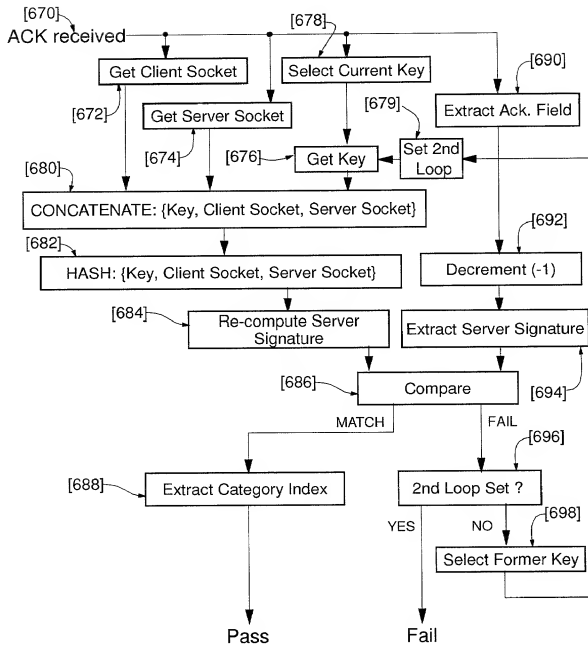 [670]
ACK received
[678]
Get Client Socket
Select Current Key
[690]
[672]
[679]
Extract Ack. Field
Get Server Socket
[674]
[676]
Get Key
Set 2nd
Loop
[680]
CONCATENATE: {Key, Client Socket, Server Socket}
[682]
[692]
HASH: {Key, Client Socket, Server Socket}
Decrement (-1)
[684]
Re-compute Server
Signature
Extract Server Signature
[686]
Compare
[694]
MATCH
FAIL
[696]
[688]
Extract Category Index
2nd Loop Set ?
YES
NO
[698]
Select Former Key
Pass
Fail